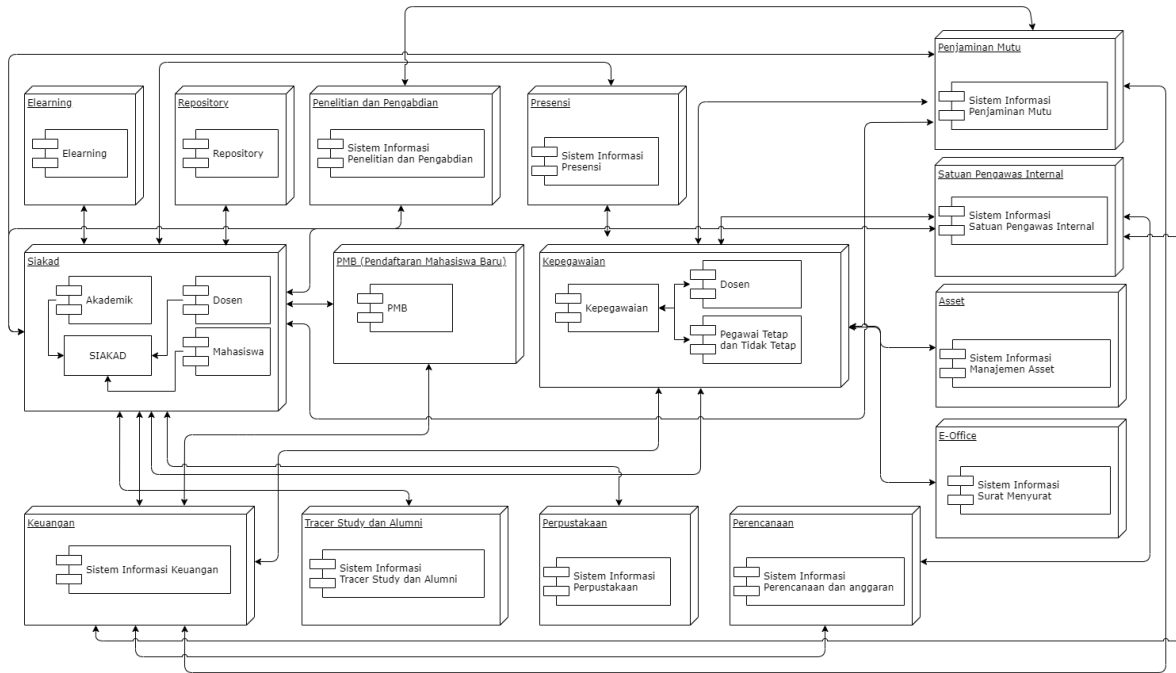 Penjaminan Mutu
Sistem Informasi
Penjaminan Mutu
Elearning
Elearning
Repository
Repository
Penelitian dan Pengabdian
Sistem Informasi
Penelitian dan Pengabdian
Presensi
Sistem Informasi
Presensi
Satuan Pengawas Internal
Sistem Informasi
Satuan Pengawas Internal
Siakad
Akademik
Dosen
SIAKAD
Mahasiswa
PMB (Pendaftaran Mahasiswa Baru)
PMB
Kepegawaian
Kepegawaian
Dosen
Pegawai Tetap
dan Tidak Tetap
Asset
Sistem Informasi
Manajemen Asset
E-Office
Sistem Informasi
Surat Menyurat
Keuangan
Sistem Informasi Keuangan
Tracer Study dan Alumni
Sistem Informasi
Tracer Study dan Alumni
Perpustakaan
Sistem Informasi
Perpustakaan
Perencanaan
Sistem Informasi
Perencanaan dan anggaran